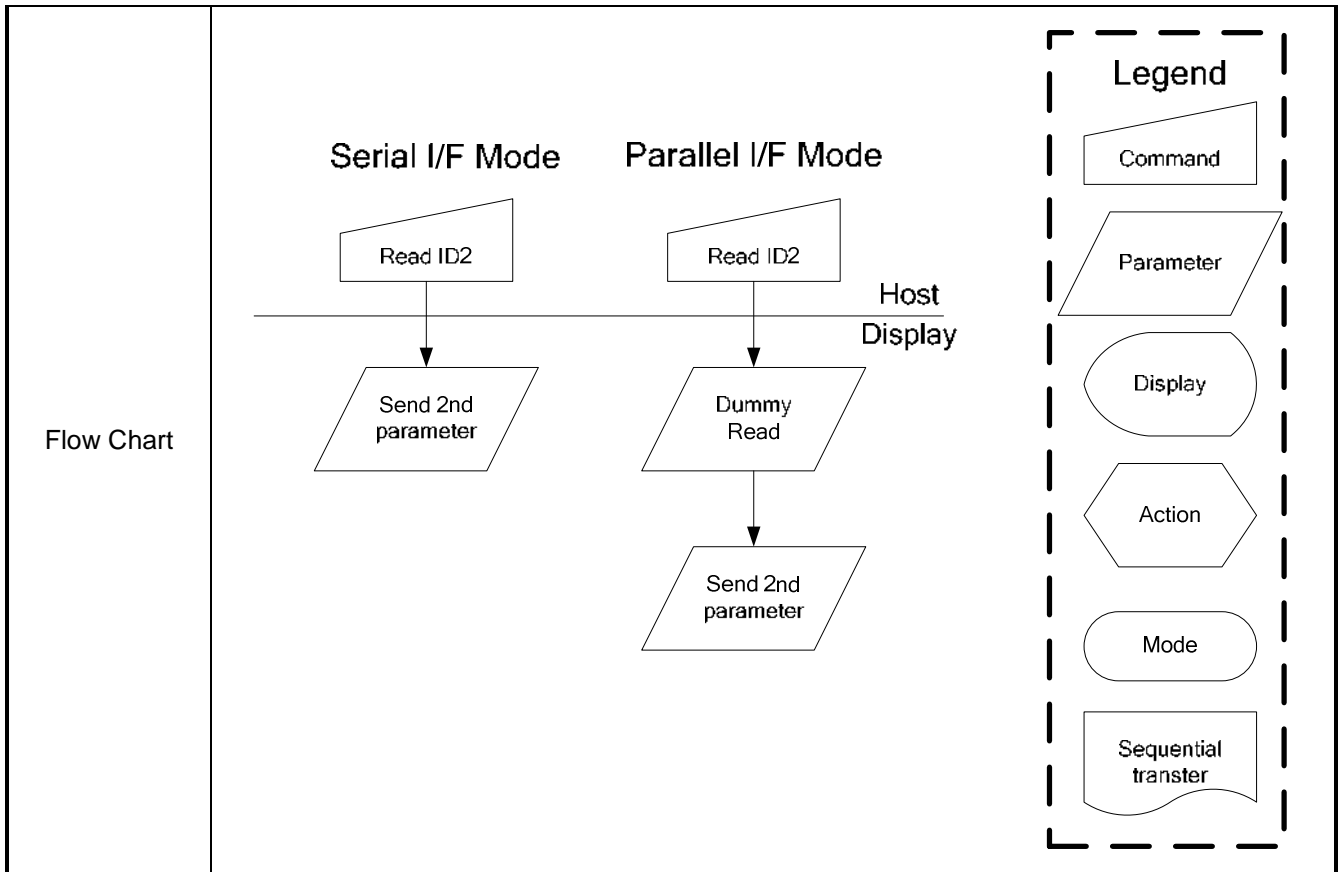 Flow Chart
Serial I/F Mode
Read ID2
Send 2nd
parameter
Parallel I/F Mode
Read ID2
Host
Display
Dummy
Read
Send 2nd
parameter
Legend
Command
Parameter
Display
Action
Mode
Sequential
transter